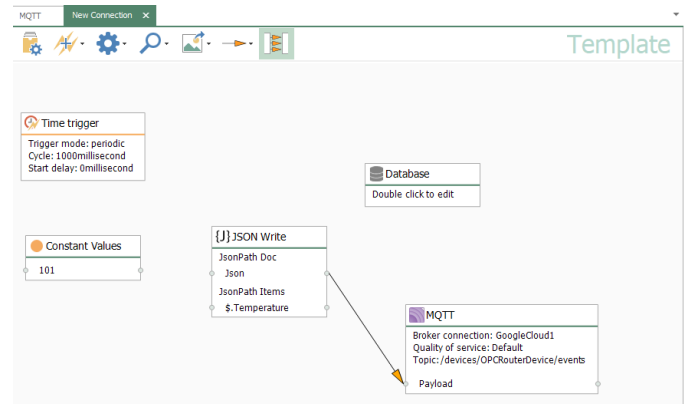 MQTT
New Connection
Template
Time trigger
Trigger mode: periodic
Cycle: 1000millisecond
Start delay: 0millisecond
Database
Double click to edit
Constant Values
101
{J} JSON Write
JsonPath Doc
Json
JsonPath Items
$.Temperature
MQTT
Broker connection: GoogleCloud1
Quality of service: Default
Topic:/devices/OPCRouterDevice/events
Payload